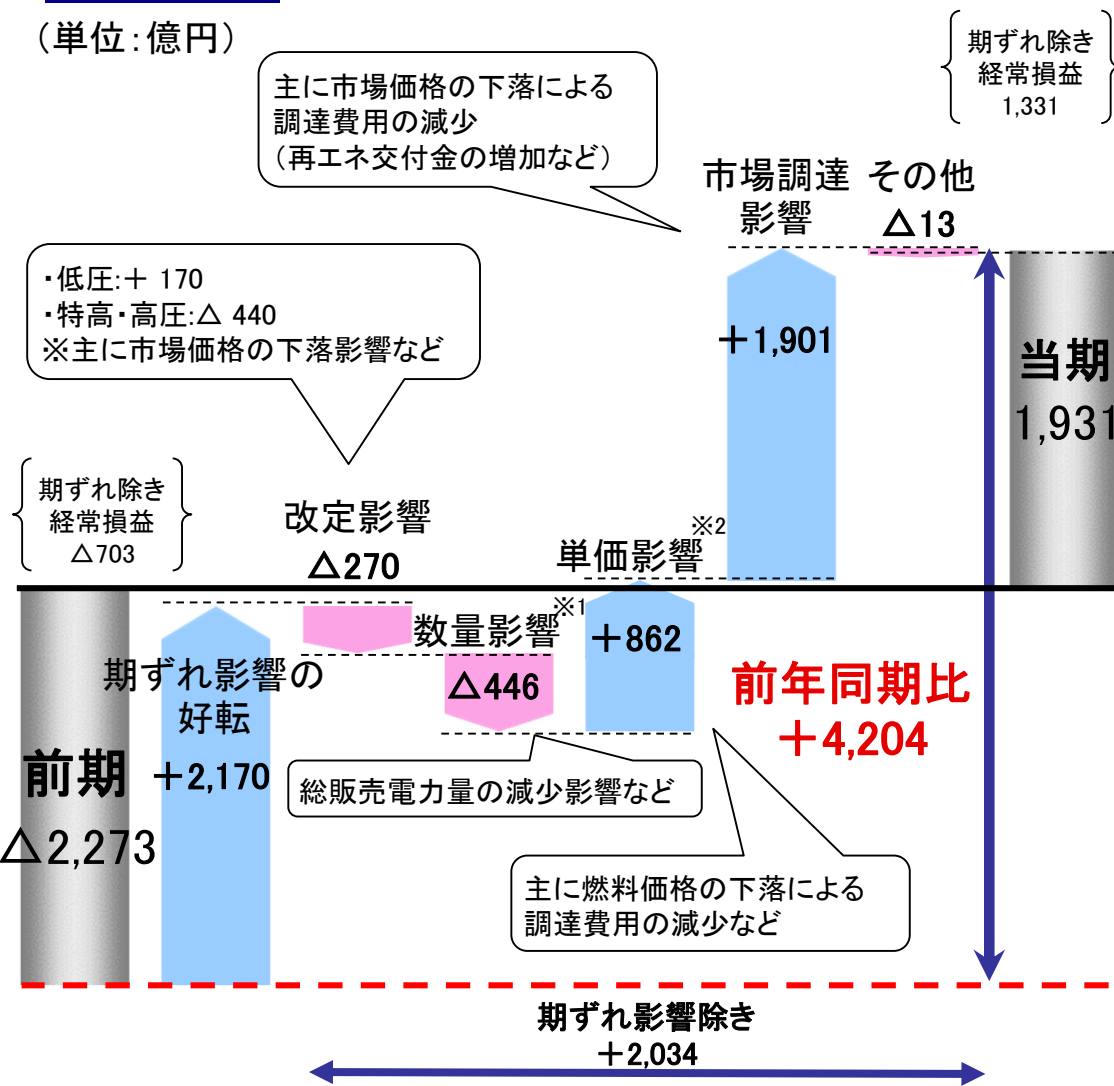 （単位：億円）
期ずれ除き
経常損益
1,331
主に市場価格の下落による
調達費用の減少
（再エネ交付金の増加など）
市場調達
影響
＋1,901
その他
△13
・低圧：＋ 170
・特高・高圧：△ 440
※主に市場価格の下落影響など
当期
1,931
期ずれ除き
経常損益
△703
改定影響
△270
単価影響※2
＋862
数量影響※1
△446
期ずれ影響の
好転
＋2,170
前年同期比
＋4,204
前期
△2,273
総販売電力量の減少影響など
主に燃料価格の下落による
調達費用の減少など
期ずれ影響除き
＋2,034